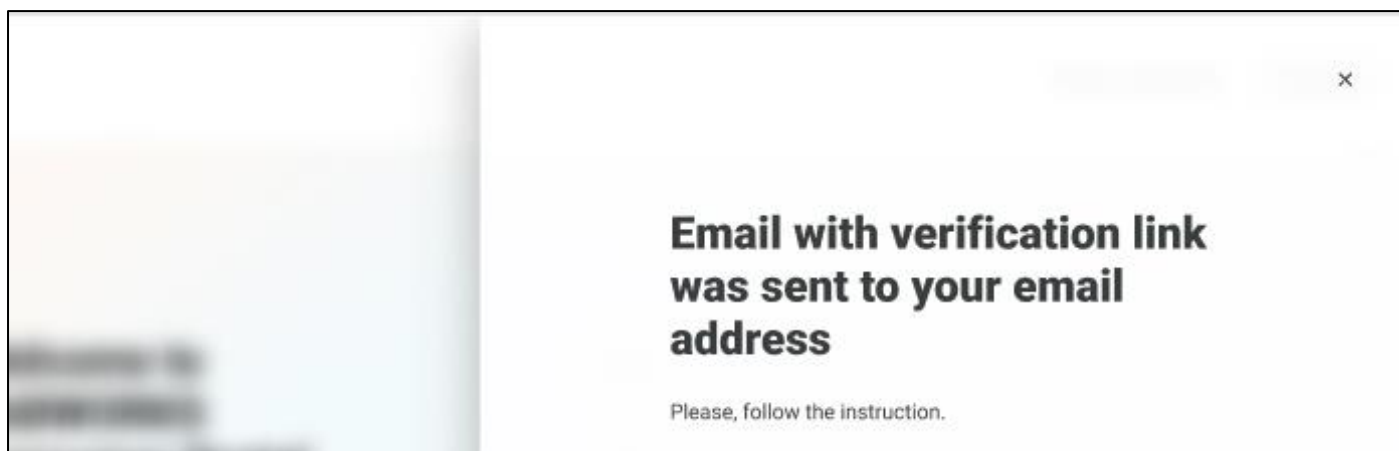 Email with verification link
was sent to your email
address
Please, follow the instruction.